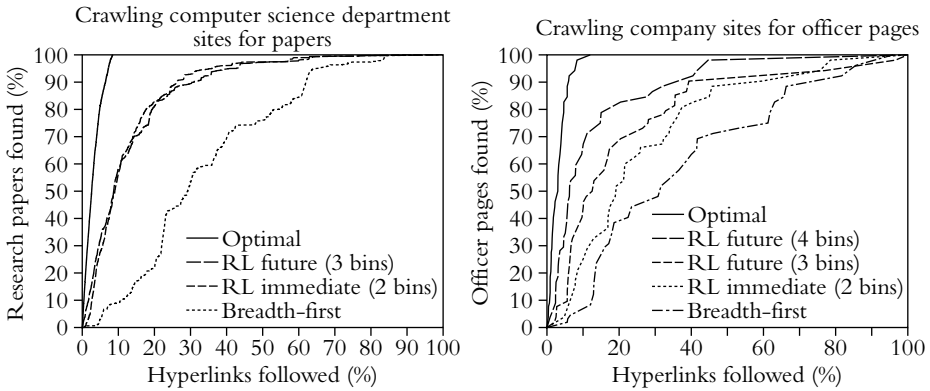 Crawling computer science department
sites for papers
Research papers found (%)
100
90
80
70
60
50
40
30
20
10
0
Optimal
RL future (3 bins)
RL immediate (2 bins)
Breadth-first
0 10 20 30 40 50 60 70 80 90 100
Hyperlinks followed (%)
Crawling company sites for officer pages
Officer pages found (%)
100
90
80
70
60
50
40
30
20
10
0
Optimal
RL future (4 bins)
RL future (3 bins)
RL immediate (2 bins)
Breadth-first
0 20 40 60 80 100
Hyperlinks followed (%)